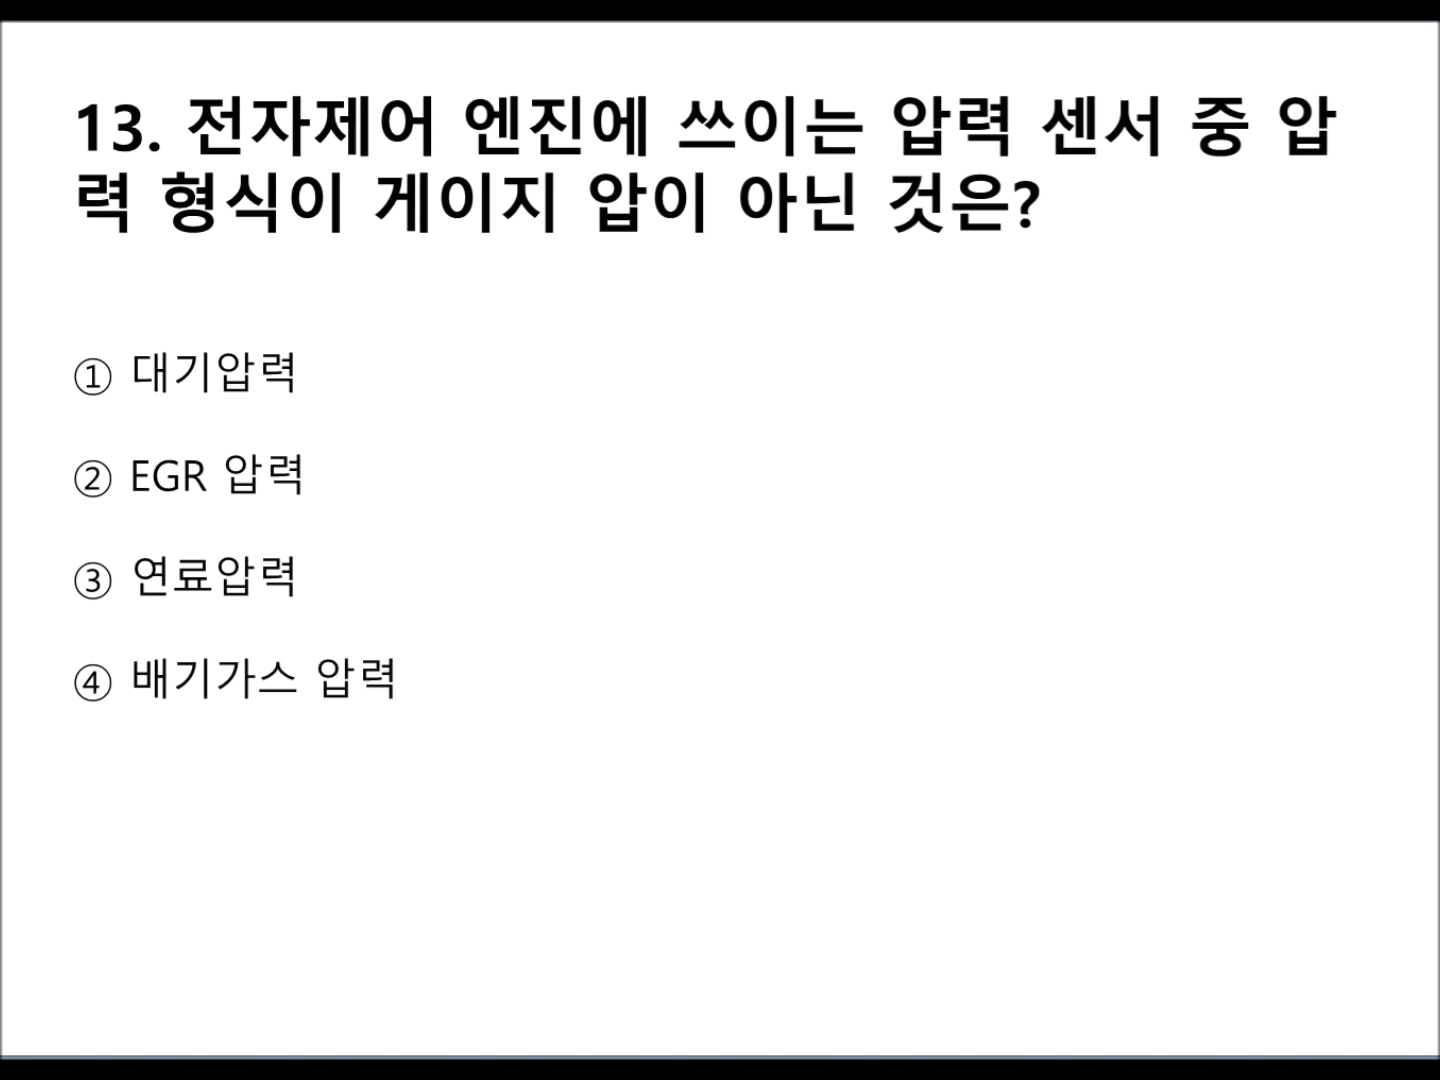 13. 전자제어 엔진에 쓰이는 압력 센서 중 압
력 형식이 게이지 압이 아닌 것은?
① 대기압력
② EGR 압력
③ 연료압력
④ 배기가스 압력